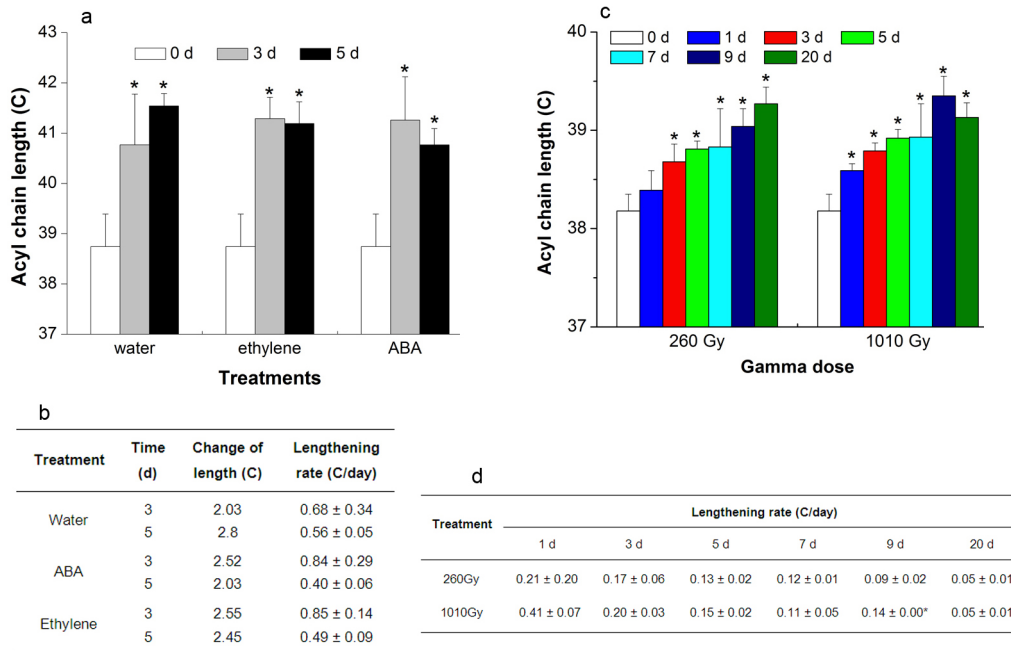 a
0 d 3 d 5 d
43
42
41
40
39
38
37
Acyl chain length (C)
* * * * * *
water ethylene ABA
Treatments
b
Treatment Time (d) Change of length (C) Lengthening rate (C/day)
Water 3 2.03 0.68 ± 0.34
5 2.8 0.56 ± 0.05
ABA 3 2.52 0.84 ± 0.29
5 2.03 0.40 ± 0.06
Ethylene 3 2.55 0.85 ± 0.14
5 2.45 0.49 ± 0.09
c
0 d 1 d 3 d 5 d
7 d 9 d 20 d
40
39
38
37
Acyl chain length (C)
* * * * * * * * * * *
260 Gy 1010 Gy
Gamma dose
d
Treatment Lengthening rate (C/day)
1 d 3 d 5 d 7 d 9 d 20 d
260Gy 0.21 ± 0.20 0.17 ± 0.06 0.13 ± 0.02 0.12 ± 0.01 0.09 ± 0.02 0.05 ± 0.01
1010Gy 0.41 ± 0.07 0.20 ± 0.03 0.15 ± 0.02 0.11 ± 0.05 0.14 ± 0.00* 0.05 ± 0.01